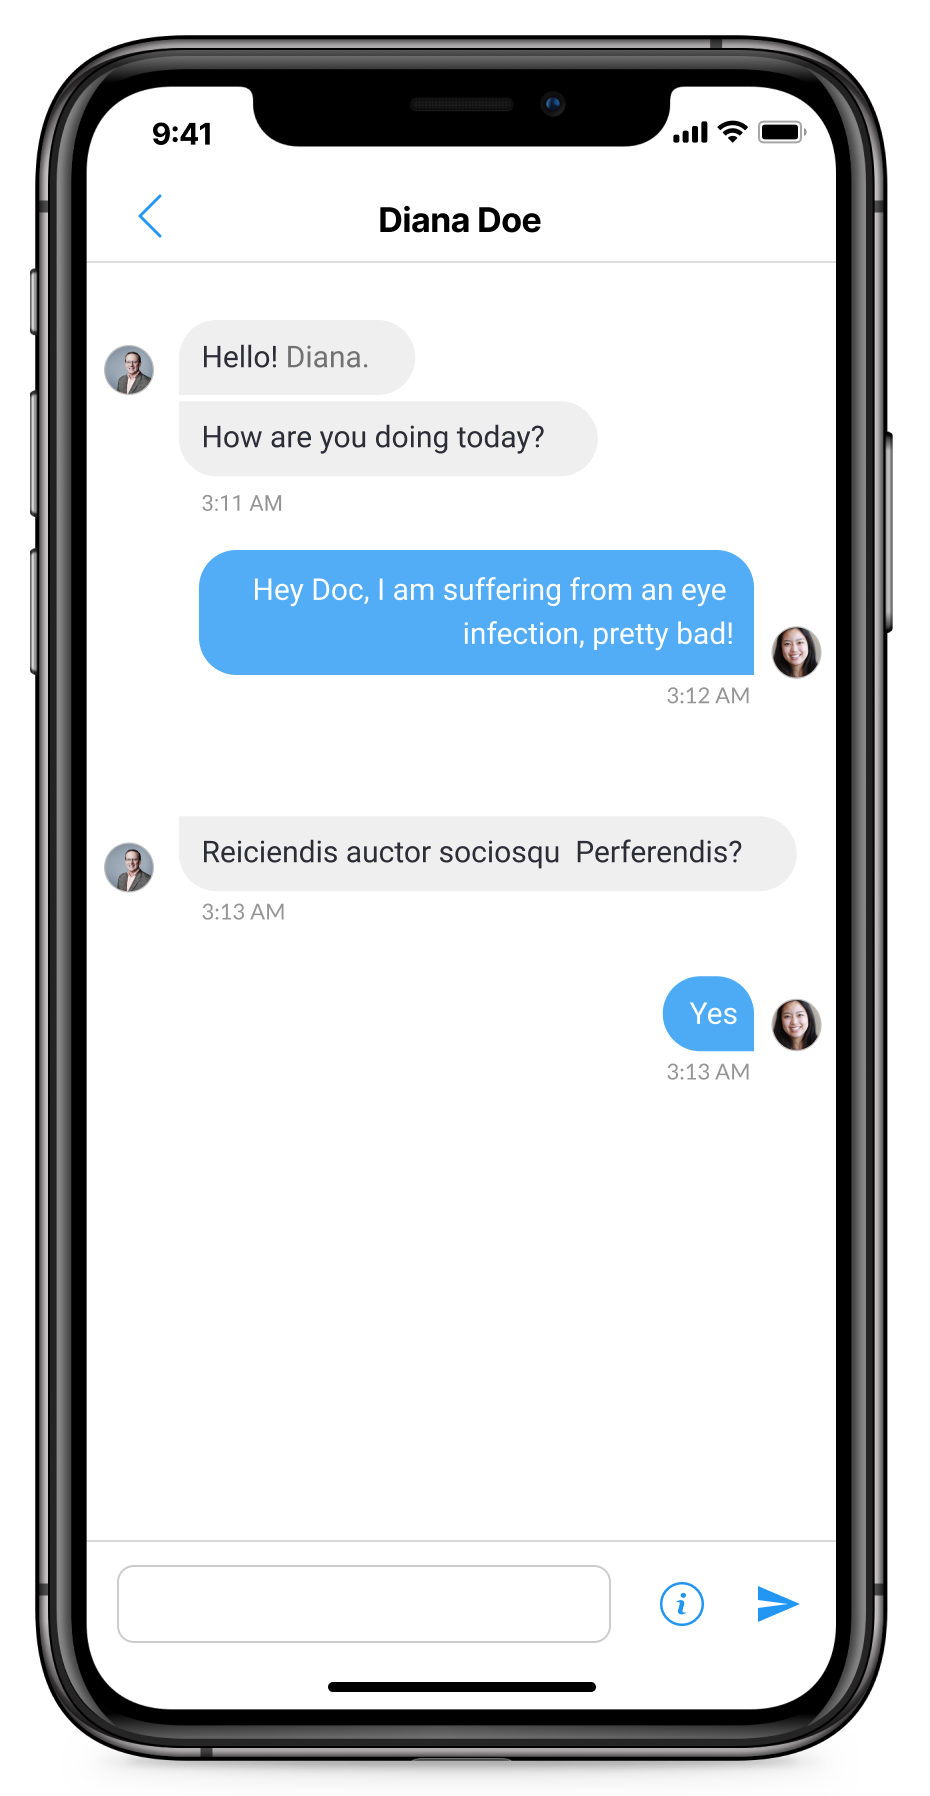 9:41
Diana Doe
Hello! Diana.
How are you doing today?
3:11 AM
Hey Doc, I am suffering from an eye
infection, pretty bad!
3:12 AM
Reiciendis auctor sociosqu  Perferendis?
3:13 AM
Yes
3:13 AM
i